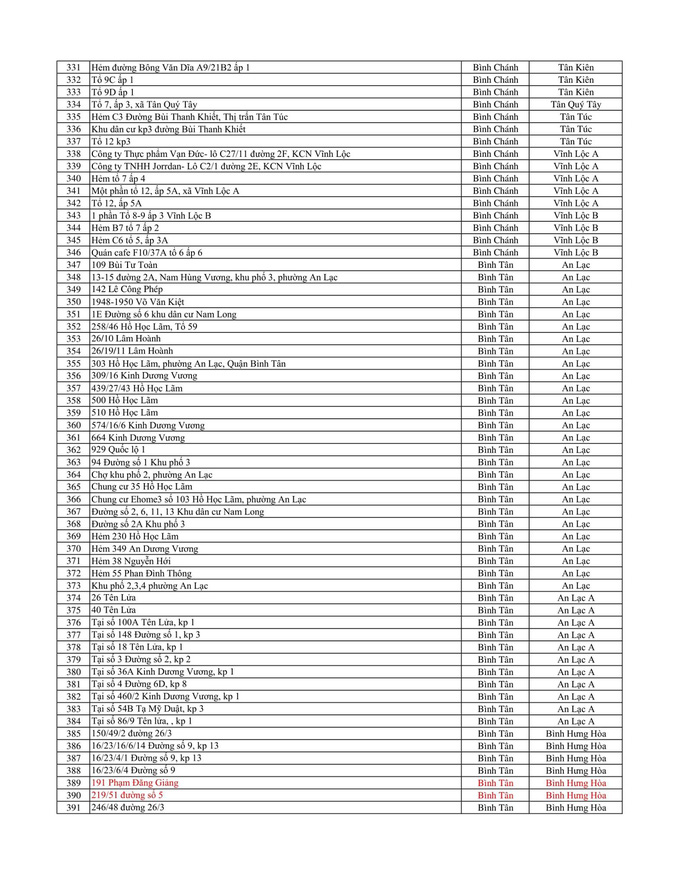 331 Hẻm đường Bông Văn Dĩa A9/21B2 ấp 1 Bình Chánh Tân Kiên
332 Tổ 9C ấp 1 Bình Chánh Tân Kiên
333 Tổ 9D ấp 1 Bình Chánh Tân Kiên
334 Tổ 7, ấp 3, xã Tân Quý Tây Bình Chánh Tân Quý Tây
335 Hẻm C3 Đường Bùi Thanh Khiết, Thị trấn Tân Túc Bình Chánh Tân Túc
336 Khu dân cư kp3 đường Bùi Thanh Khiết Bình Chánh Tân Túc
337 Tổ 12 kp3 Bình Chánh Tân Túc
338 Công ty Thực phẩm Vạn Đức- lô C27/11 đường 2F, KCN Vĩnh Lộc Bình Chánh Vĩnh Lộc A
339 Công ty TNHH Jorrdan- Lô C2/1 đường 2E, KCN Vĩnh Lộc Bình Chánh Vĩnh Lộc A
340 Hẻm tổ 7 ấp 4 Bình Chánh Vĩnh Lộc A
341 Một phần tổ 12, ấp 5A, xã Vĩnh Lộc A Bình Chánh Vĩnh Lộc A
342 Tổ 12, ấp 5A Bình Chánh Vĩnh Lộc A
343 1 phần Tổ 8-9 ấp 3 Vĩnh Lộc B Bình Chánh Vĩnh Lộc B
344 Hẻm B7 tổ 7 ấp 2 Bình Chánh Vĩnh Lộc B
345 Hẻm C6 tổ 5, ấp 3A Bình Chánh Vĩnh Lộc B
346 Quán cafe F10/37A tổ 6 ấp 6 Bình Chánh Vĩnh Lộc B
347 109 Bùi Tư Toàn Bình Tân An Lạc
348 13-15 đường 2A, Nam Hùng Vương, khu phố 3, phường An Lạc Bình Tân An Lạc
349 142 Lê Công Phép Bình Tân An Lạc
350 1948-1950 Võ Văn Kiệt Bình Tân An Lạc
351 1E Đường số 6 khu dân cư Nam Long Bình Tân An Lạc
352 258/46 Hồ Học Lãm, Tổ 59 Bình Tân An Lạc
353 26/10 Lâm Hoành Bình Tân An Lạc
354 26/19/11 Lâm Hoành Bình Tân An Lạc
355 303 Hồ Học Lãm, phường An Lạc, Quận Bình Tân Bình Tân An Lạc
356 309/16 Kinh Dương Vương Bình Tân An Lạc
357 439/27/43 Hồ Học Lãm Bình Tân An Lạc
358 500 Hồ Học Lãm Bình Tân An Lạc
359 510 Hồ Học Lãm Bình Tân An Lạc
360 574/16/6 Kinh Dương Vương Bình Tân An Lạc
361 664 Kinh Dương Vương Bình Tân An Lạc
362 929 Quốc lộ 1 Bình Tân An Lạc
363 94 Đường số 1 Khu phố 3 Bình Tân An Lạc
364 Chợ khu phố 2, phường An Lạc Bình Tân An Lạc
365 Chung cư 35 Hồ Học Lãm Bình Tân An Lạc
366 Chung cư Ehome3 số 103 Hồ Học Lãm, phường An Lạc Bình Tân An Lạc
367 Đường số 2, 6, 11, 13 Khu dân cư Nam Long Bình Tân An Lạc
368 Đường số 2A Khu phố 3 Bình Tân An Lạc
369 Hẻm 230 Hồ Học Lãm Bình Tân An Lạc
370 Hẻm 349 An Dương Vương Bình Tân An Lạc
371 Hẻm 38 Nguyễn Hới Bình Tân An Lạc
372 Hẻm 55 Phan Đình Thông Bình Tân An Lạc
373 Khu phố 2,3,4 phường An Lạc Bình Tân An Lạc
374 26 Tên Lửa Bình Tân An Lạc A
375 40 Tên Lửa Bình Tân An Lạc A
376 Tại số 100A Tên Lửa, kp 1 Bình Tân An Lạc A
377 Tại số 148 Đường số 1, kp 3 Bình Tân An Lạc A
378 Tại số 18 Tên Lửa, kp 1 Bình Tân An Lạc A
379 Tại số 3 Đường số 2, kp 2 Bình Tân An Lạc A
380 Tại số 36A Kinh Dương Vương, kp 1 Bình Tân An Lạc A
381 Tại số 4 Đường 6D, kp 8 Bình Tân An Lạc A
382 Tại số 460/2 Kinh Dương Vương, kp 1 Bình Tân An Lạc A
383 Tại số 54B Tạ Mỹ Duật, kp 3 Bình Tân An Lạc A
384 Tại số 86/9 Tên lửa, , kp 1 Bình Tân An Lạc A
385 150/49/2 đường 26/3 Bình Tân Bình Hưng Hòa
386 16/23/16/6/14 Đường số 9, kp 13 Bình Tân Bình Hưng Hòa
387 16/23/4/1 Đường số 9, kp 13 Bình Tân Bình Hưng Hòa
388 16/23/6/4 Đường số 9 Bình Tân Bình Hưng Hòa
389 191 Phạm Đăng Giảng Bình Tân Bình Hưng Hòa
390 219/51 đường số 5 Bình Tân Bình Hưng Hòa
391 246/48 đường 26/3 Bình Tân Bình Hưng Hòa